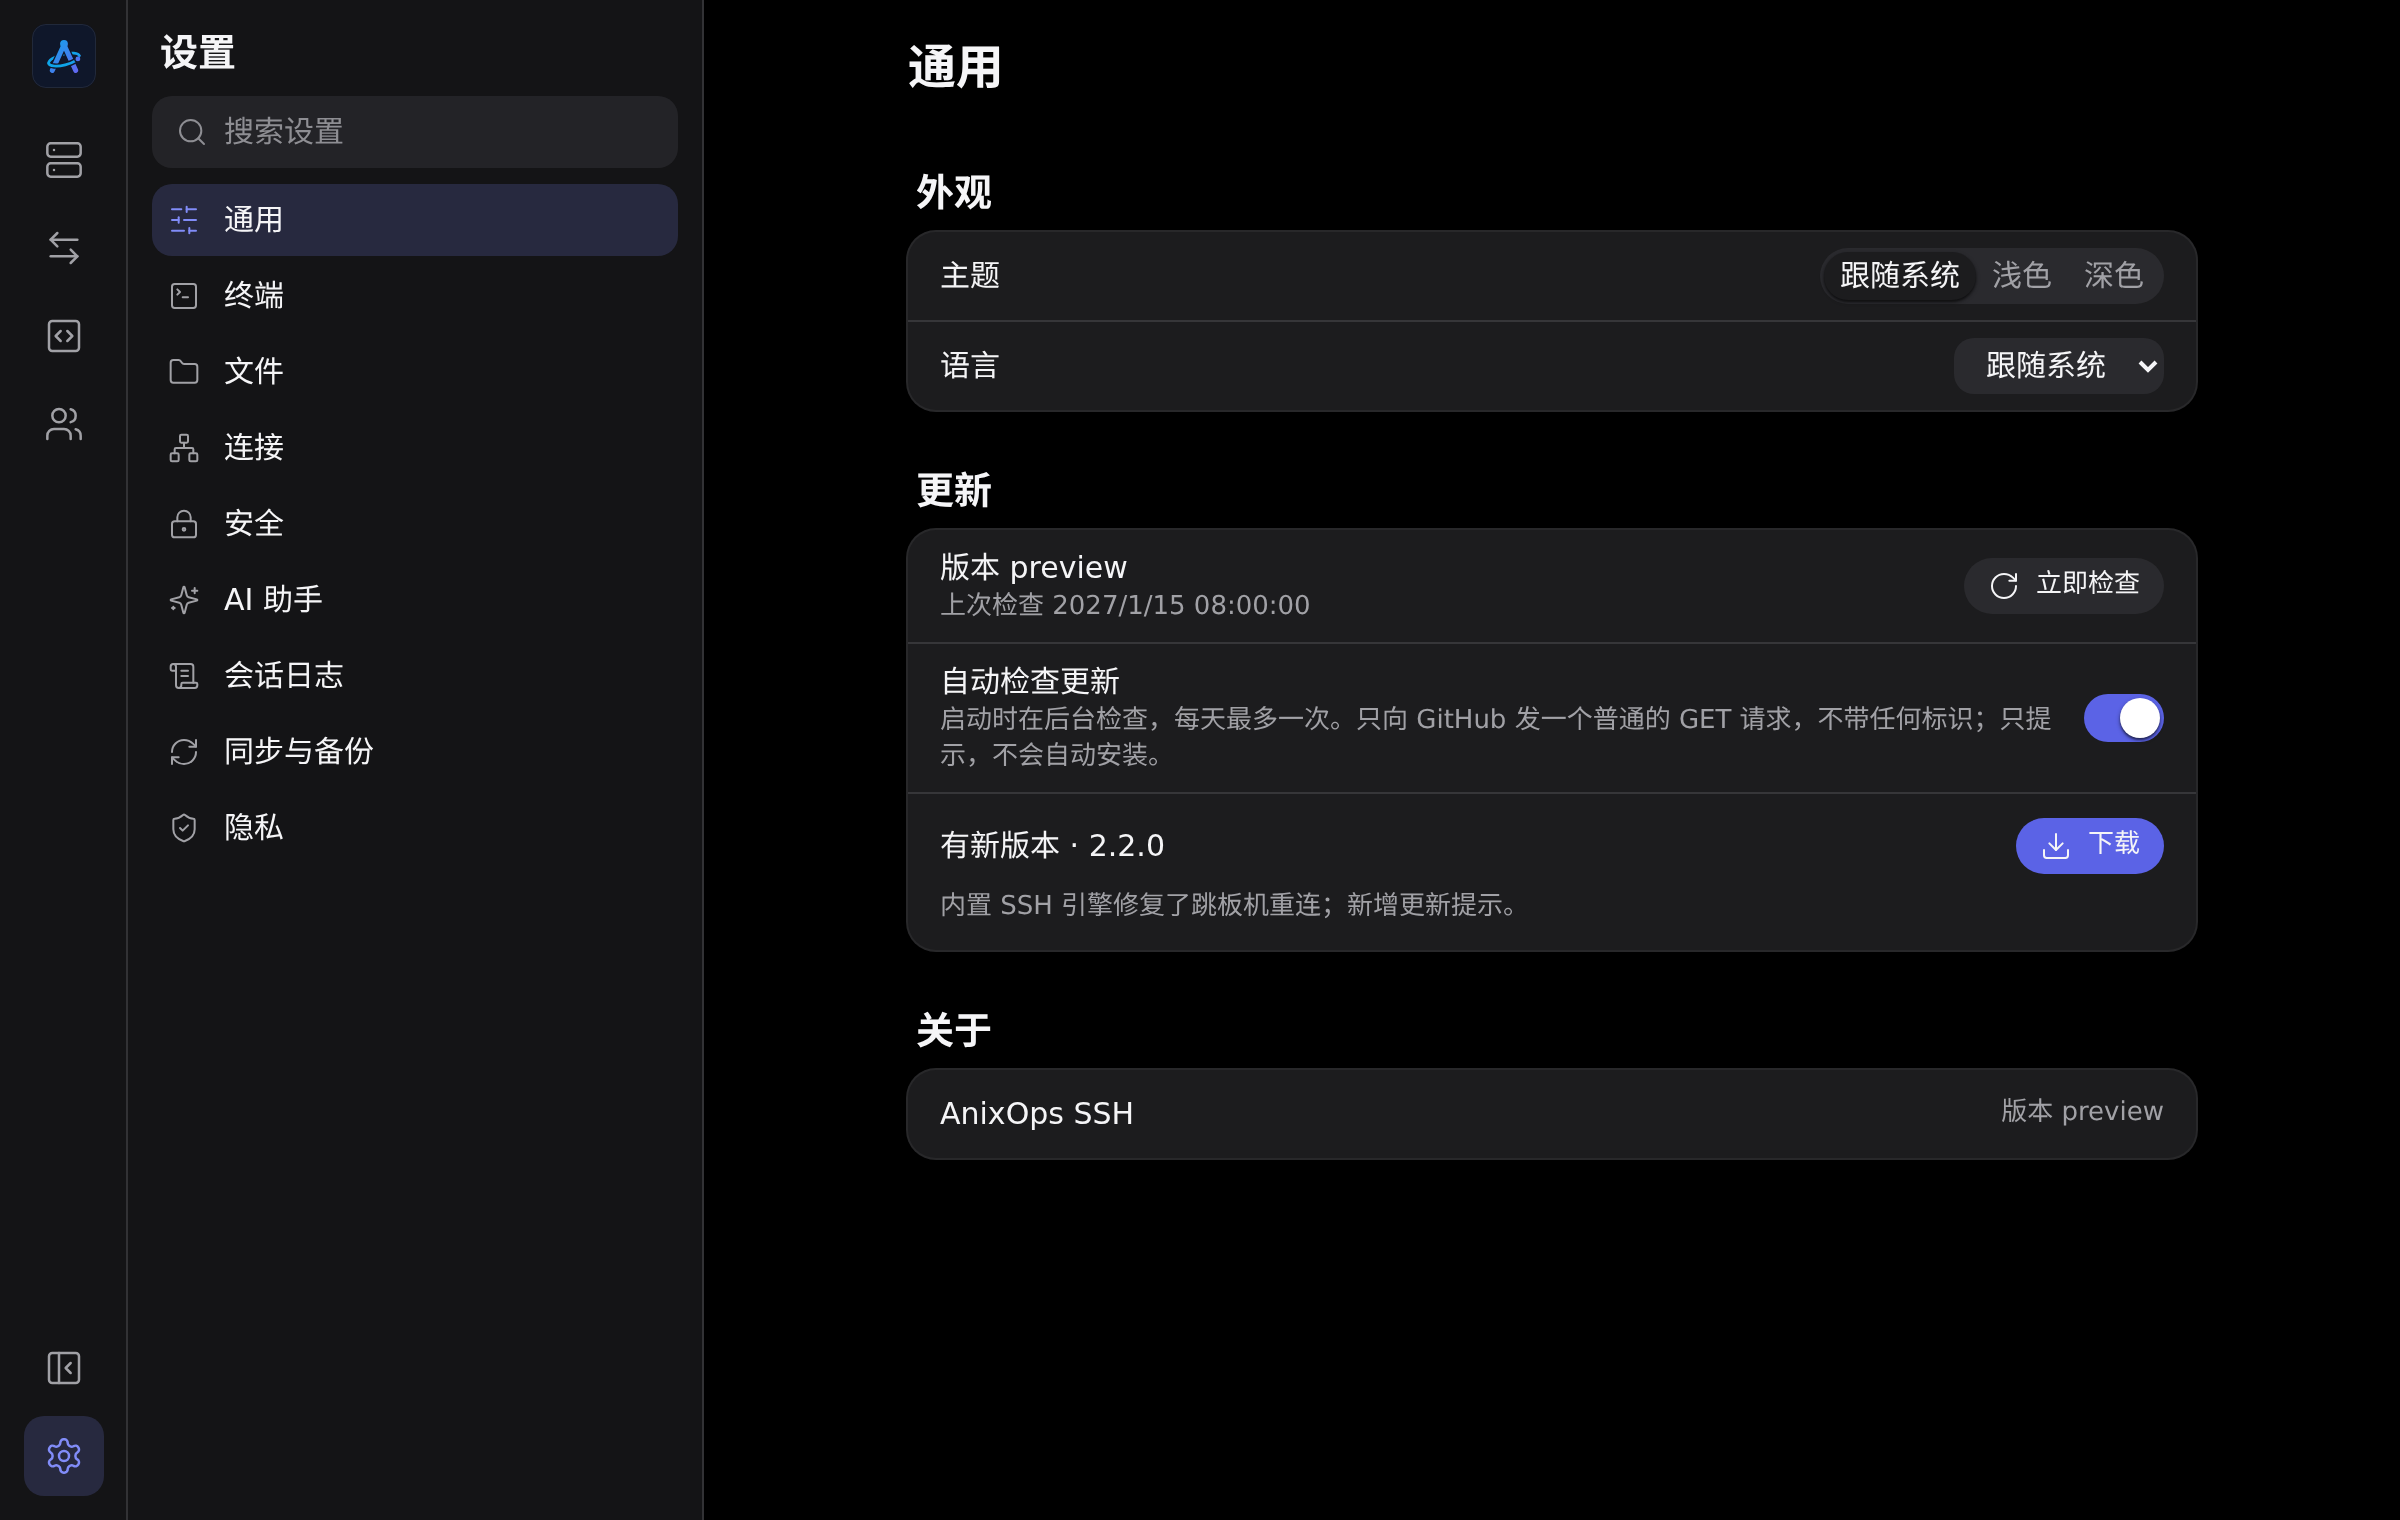 设置
搜索设置
通用
终端
文件
连接
安全
AI 助手
会话日志
同步与备份
隐私
通用
外观
主题
跟随系统 浅色 深色
语言
跟随系统
更新
版本 preview
上次检查 2027/1/15 08:00:00
立即检查
自动检查更新
启动时在后台检查，每天最多一次。只向 GitHub 发一个普通的 GET 请求，不带任何标识；只提
示，不会自动安装。
有新版本 · 2.2.0
下载
内置 SSH 引擎修复了跳板机重连；新增更新提示。
关于
AnixOps SSH
版本 preview